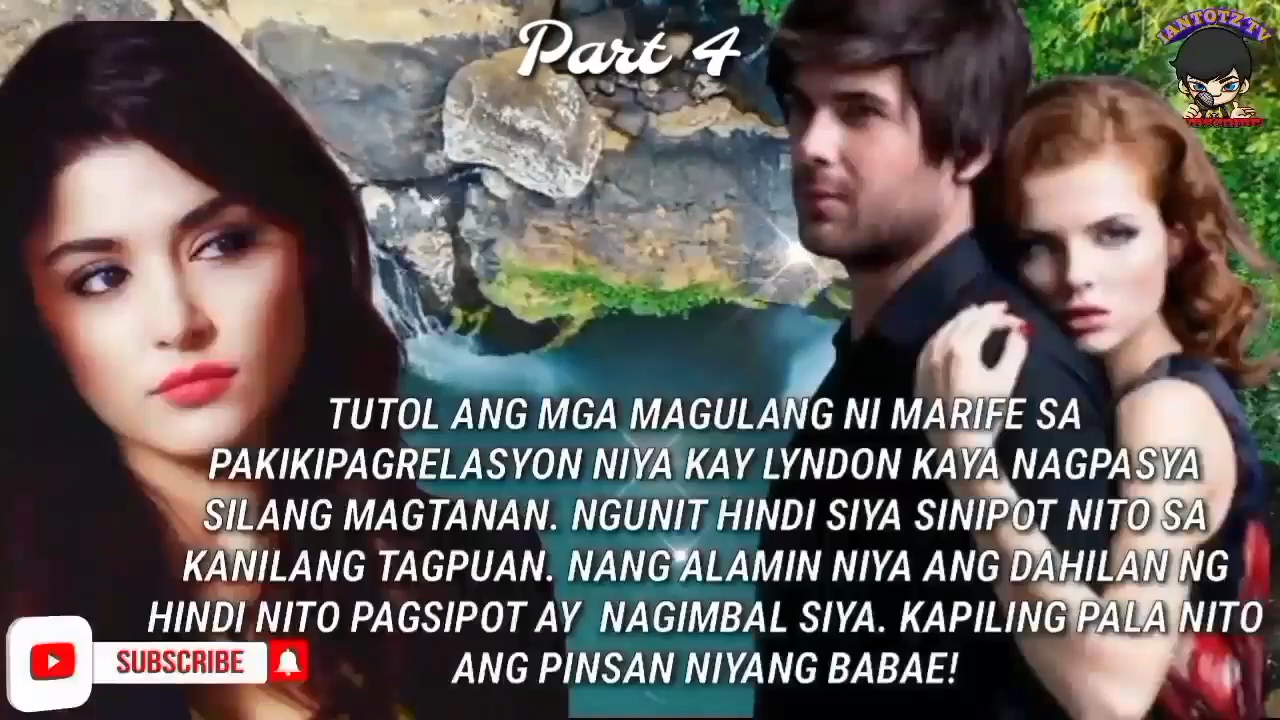 Part 4
IANTOTZ TV
TUTOL ANG MGA MAGULANG NI MARIFE SA
PAKIKIPAGRELASYON NIYA KAY LYNDON KAYA NAGPASYA
SILANG MAGTANAN. NGUNIT HINDI SIYA SINIPOT NITO SA
KANILANG TAGPUAN. NANG ALAMIN NIYA ANG DAHILAN NG
HINDI NITO PAGSIPOT AY NAGIMBAL SIYA. KAPILING PALA NITO
ANG PINSAN NIYANG BABAE!
SUBSCRIBE